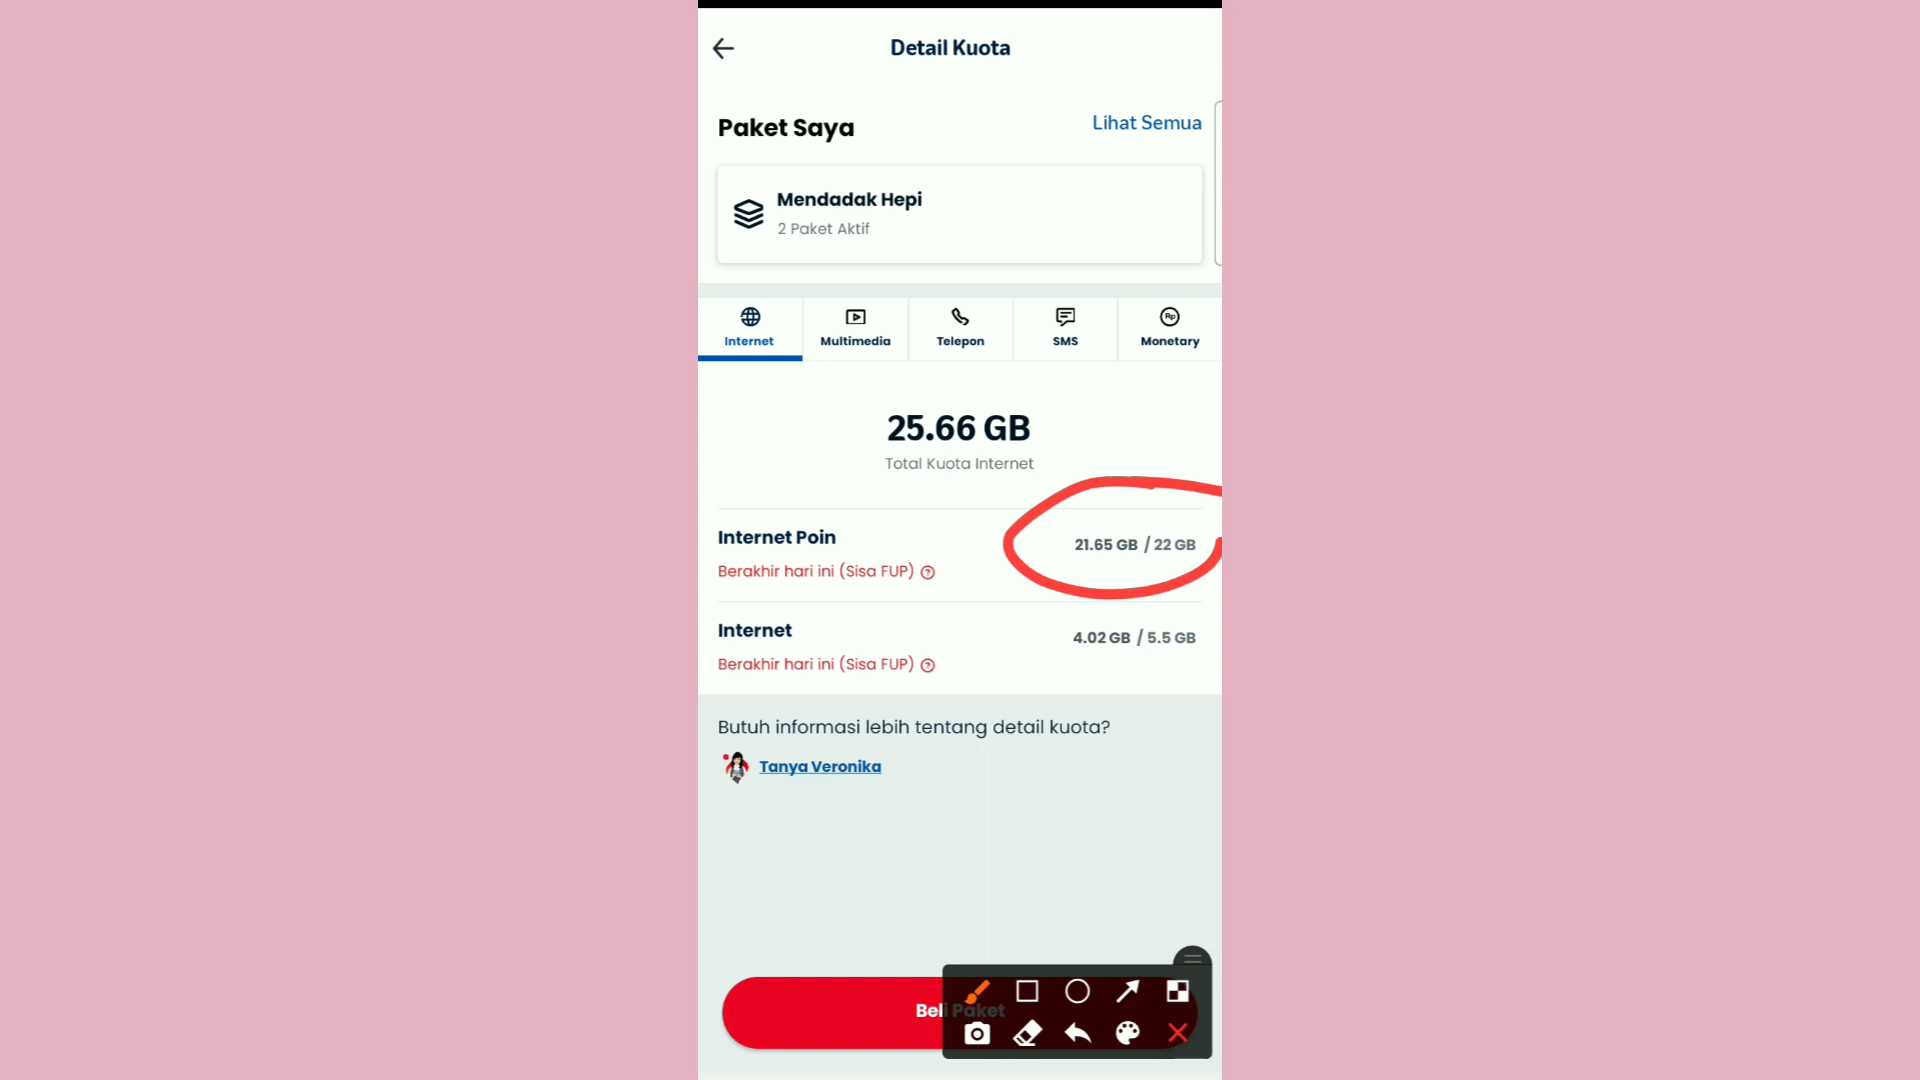 Detail Kuota
Paket Saya
Lihat Semua
Mendadak Hepi
2 Paket Aktif
Internet
Multimedia
Telepon
SMS
Rp
Monetary
25.66 GB
Total Kuota Internet
Internet Poin
21.65 GB / 22 GB
Berakhir hari ini (Sisa FUP) ?
Internet
4.02 GB / 5.5 GB
Berakhir hari ini (Sisa FUP) ?
Butuh informasi lebih tentang detail kuota?
Tanya Veronika
Beli Paket